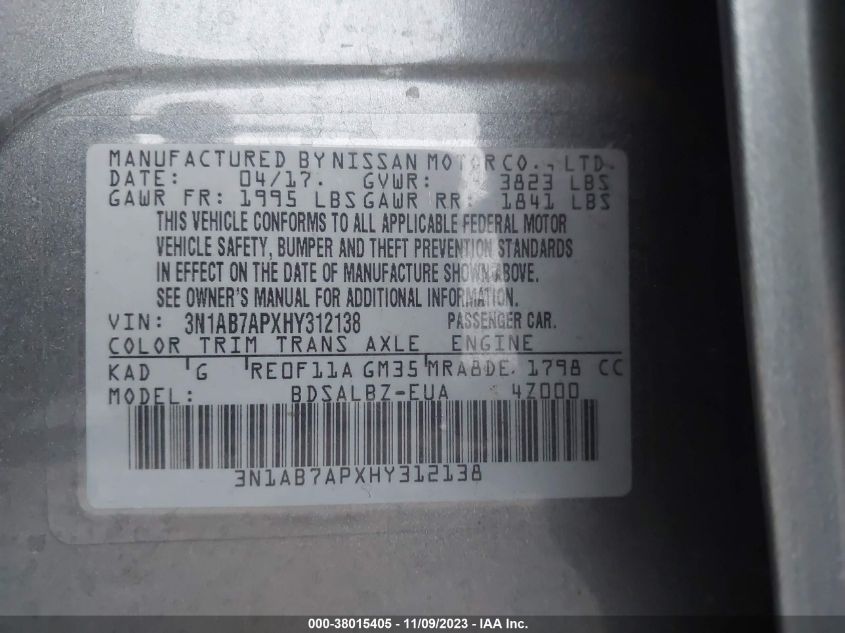 MANUFACTURED BY NISSAN MOTOR CO., LTD.
DATE: 04/17. GVWR: 3823 LBS
GAWR FR: 1995 LBS GAWR RR: 1841 LBS
THIS VEHICLE CONFORMS TO ALL APPLICABLE FEDERAL MOTOR
VEHICLE SAFETY, BUMPER AND THEFT PREVENTION STANDARDS
IN EFFECT ON THE DATE OF MANUFACTURE SHOWN ABOVE.
SEE OWNER'S MANUAL FOR ADDITIONAL INFORMATION.
VIN: 3N1AB7APXHY312138 PASSENGER CAR.
COLOR TRIM TRANS AXLE ENGINE
KAD G RE0F11A GM35 MRA8DE. 1798 CC
MODEL: BDSALBZ-EUA 4Z000
3N1AB7APXHY312138
000-38015405 - 11/09/2023 - IAA Inc.